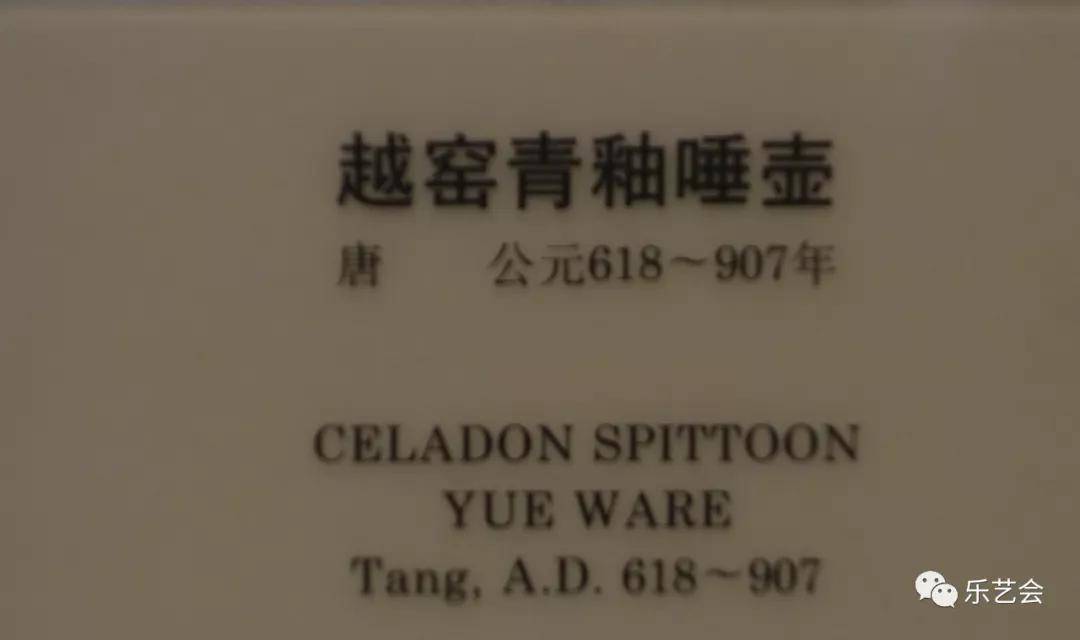 越窑青釉唾壶
唐 公元618～907年
CELADON SPITTOON
YUE WARE
Tang, A.D. 618～907
乐艺会